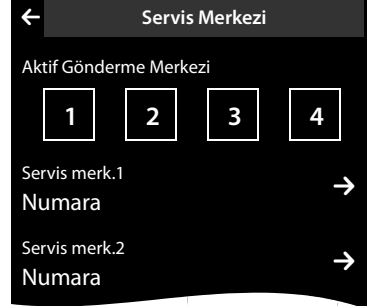 Servis Merkezi
Aktif Gönderme Merkezi
1 2 3 4
Servis merk.1
Numara
Servis merk.2
Numara